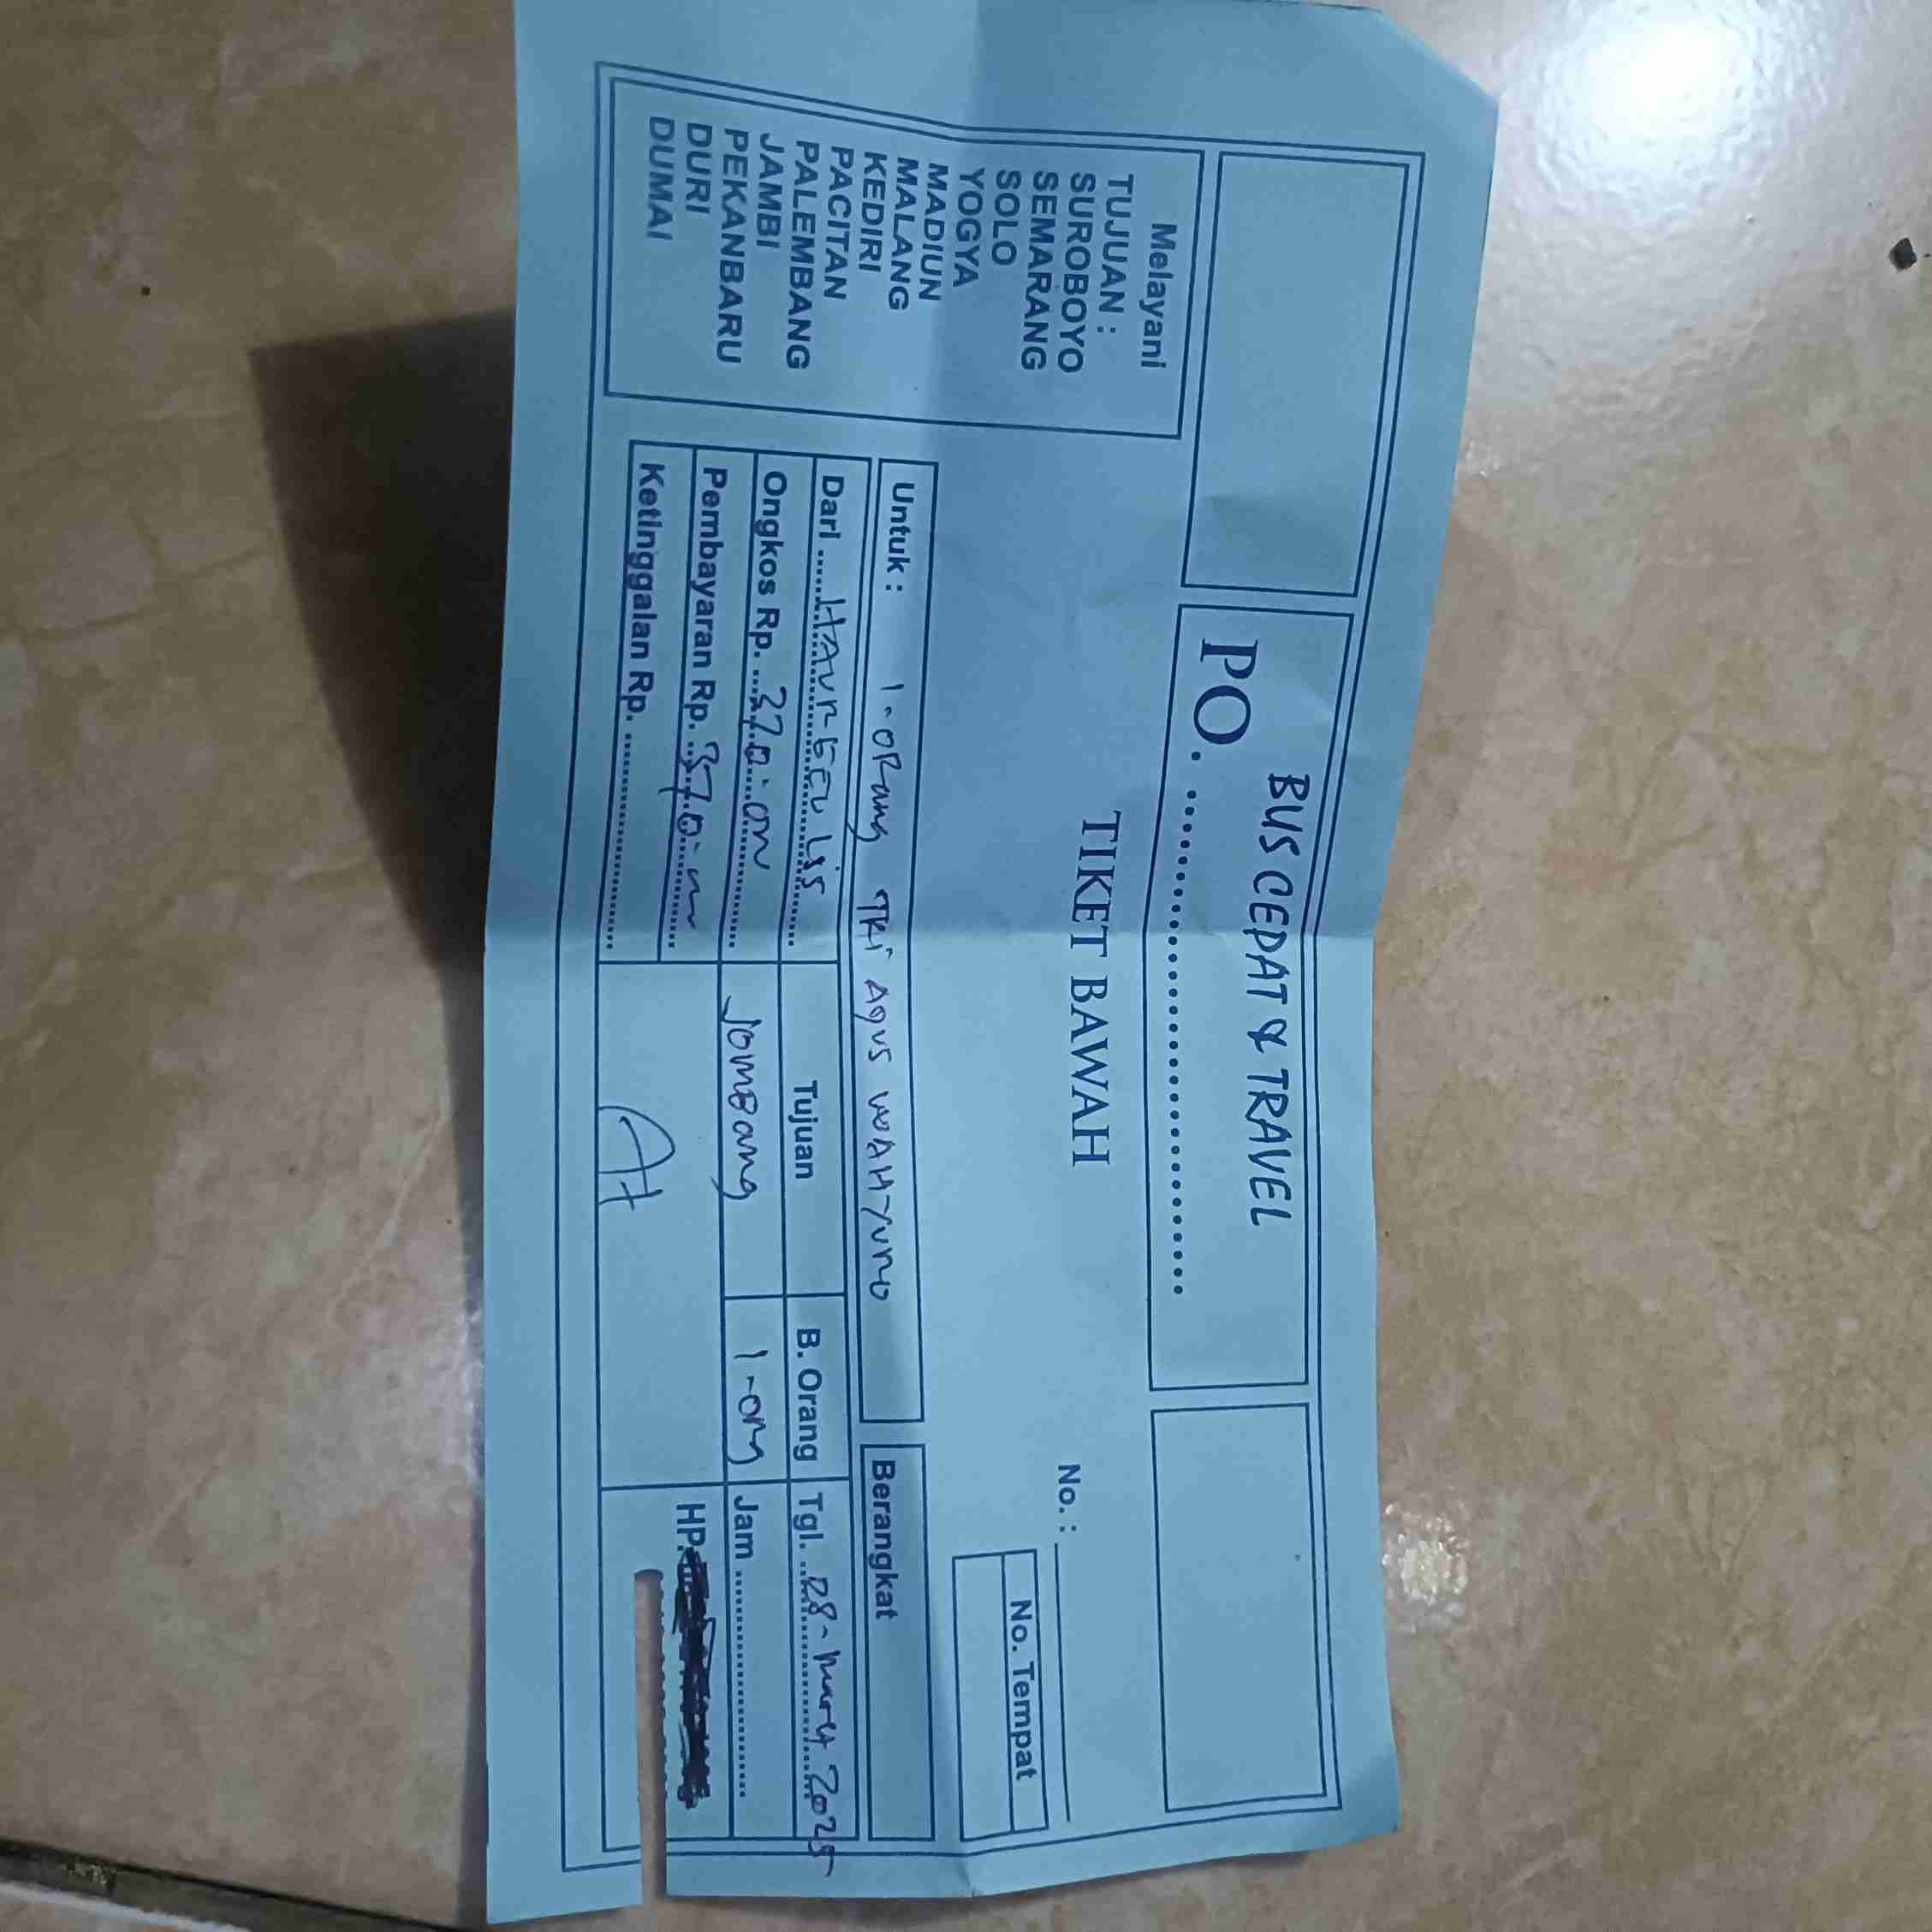 BUS CEPAT & TRAVEL
PO. ........................................
TIKET BAWAH
No. :
No. Tempat
Melayani
TUJUAN :
SUROBOYO
SEMARANG
SOLO
YOGYA
MADIUN
MALANG
KEDIRI
PACITAN
PALEMBANG
JAMBI
PEKANBARU
DURI
DUMAI
Untuk : 1-ORang TRI AGUS WAHYUNO
Berangkat
Dari ...... HAURGEULIS
Ongkos Rp. 370.-
Pembayaran Rp. 370.-
Ketinggalan Rp. ........................
Tujuan
JOMBang
B. Orang
1-org
Tgl. 28-Maret 2025
Jam ........................
HP.